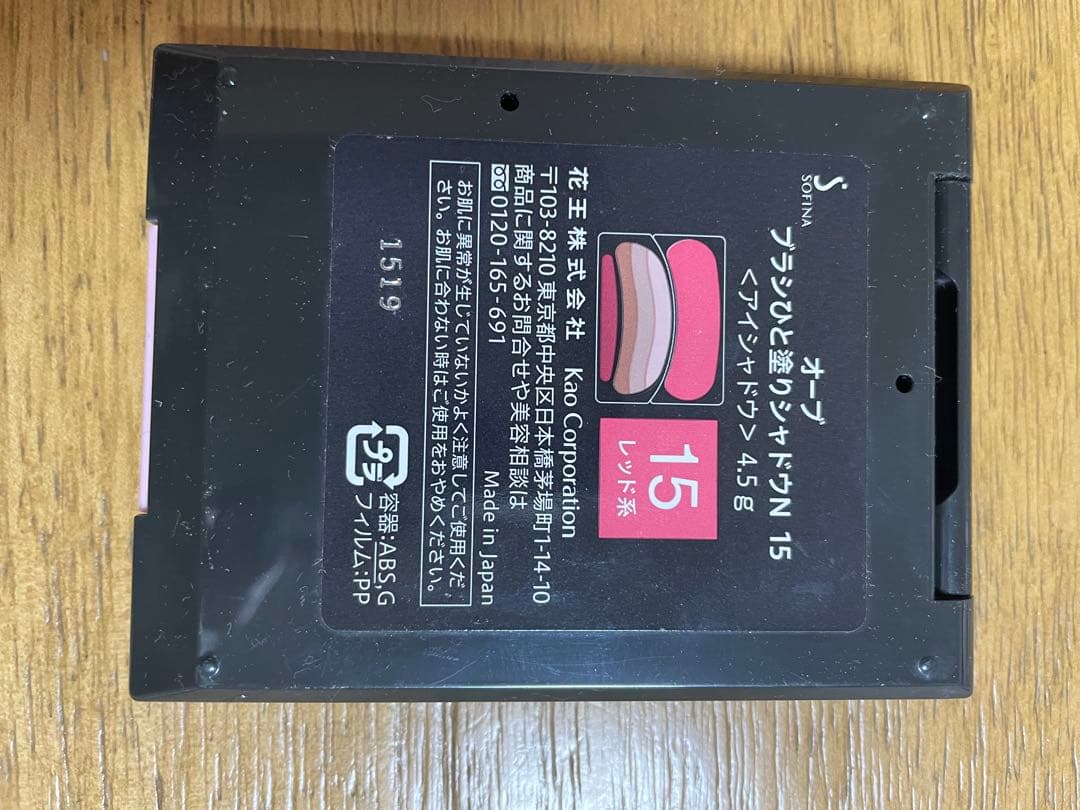 SOFINA
オーブ
ブラシひと塗りシャドウN 15
<アイシャドウ> 4.5g
15
レッド系
花王株式会社 Kao Corporation
〒103-8210 東京都中央区日本橋茅場町1-14-10
商品に関するお問合せや美容相談は
0120-165-691 Made in Japan
お肌に異常が生じていないかよく注意してご使用くだ
さい。お肌に合わない時はご使用をおやめください。
プラ
容器:ABS,G
フィルム:PP
1519